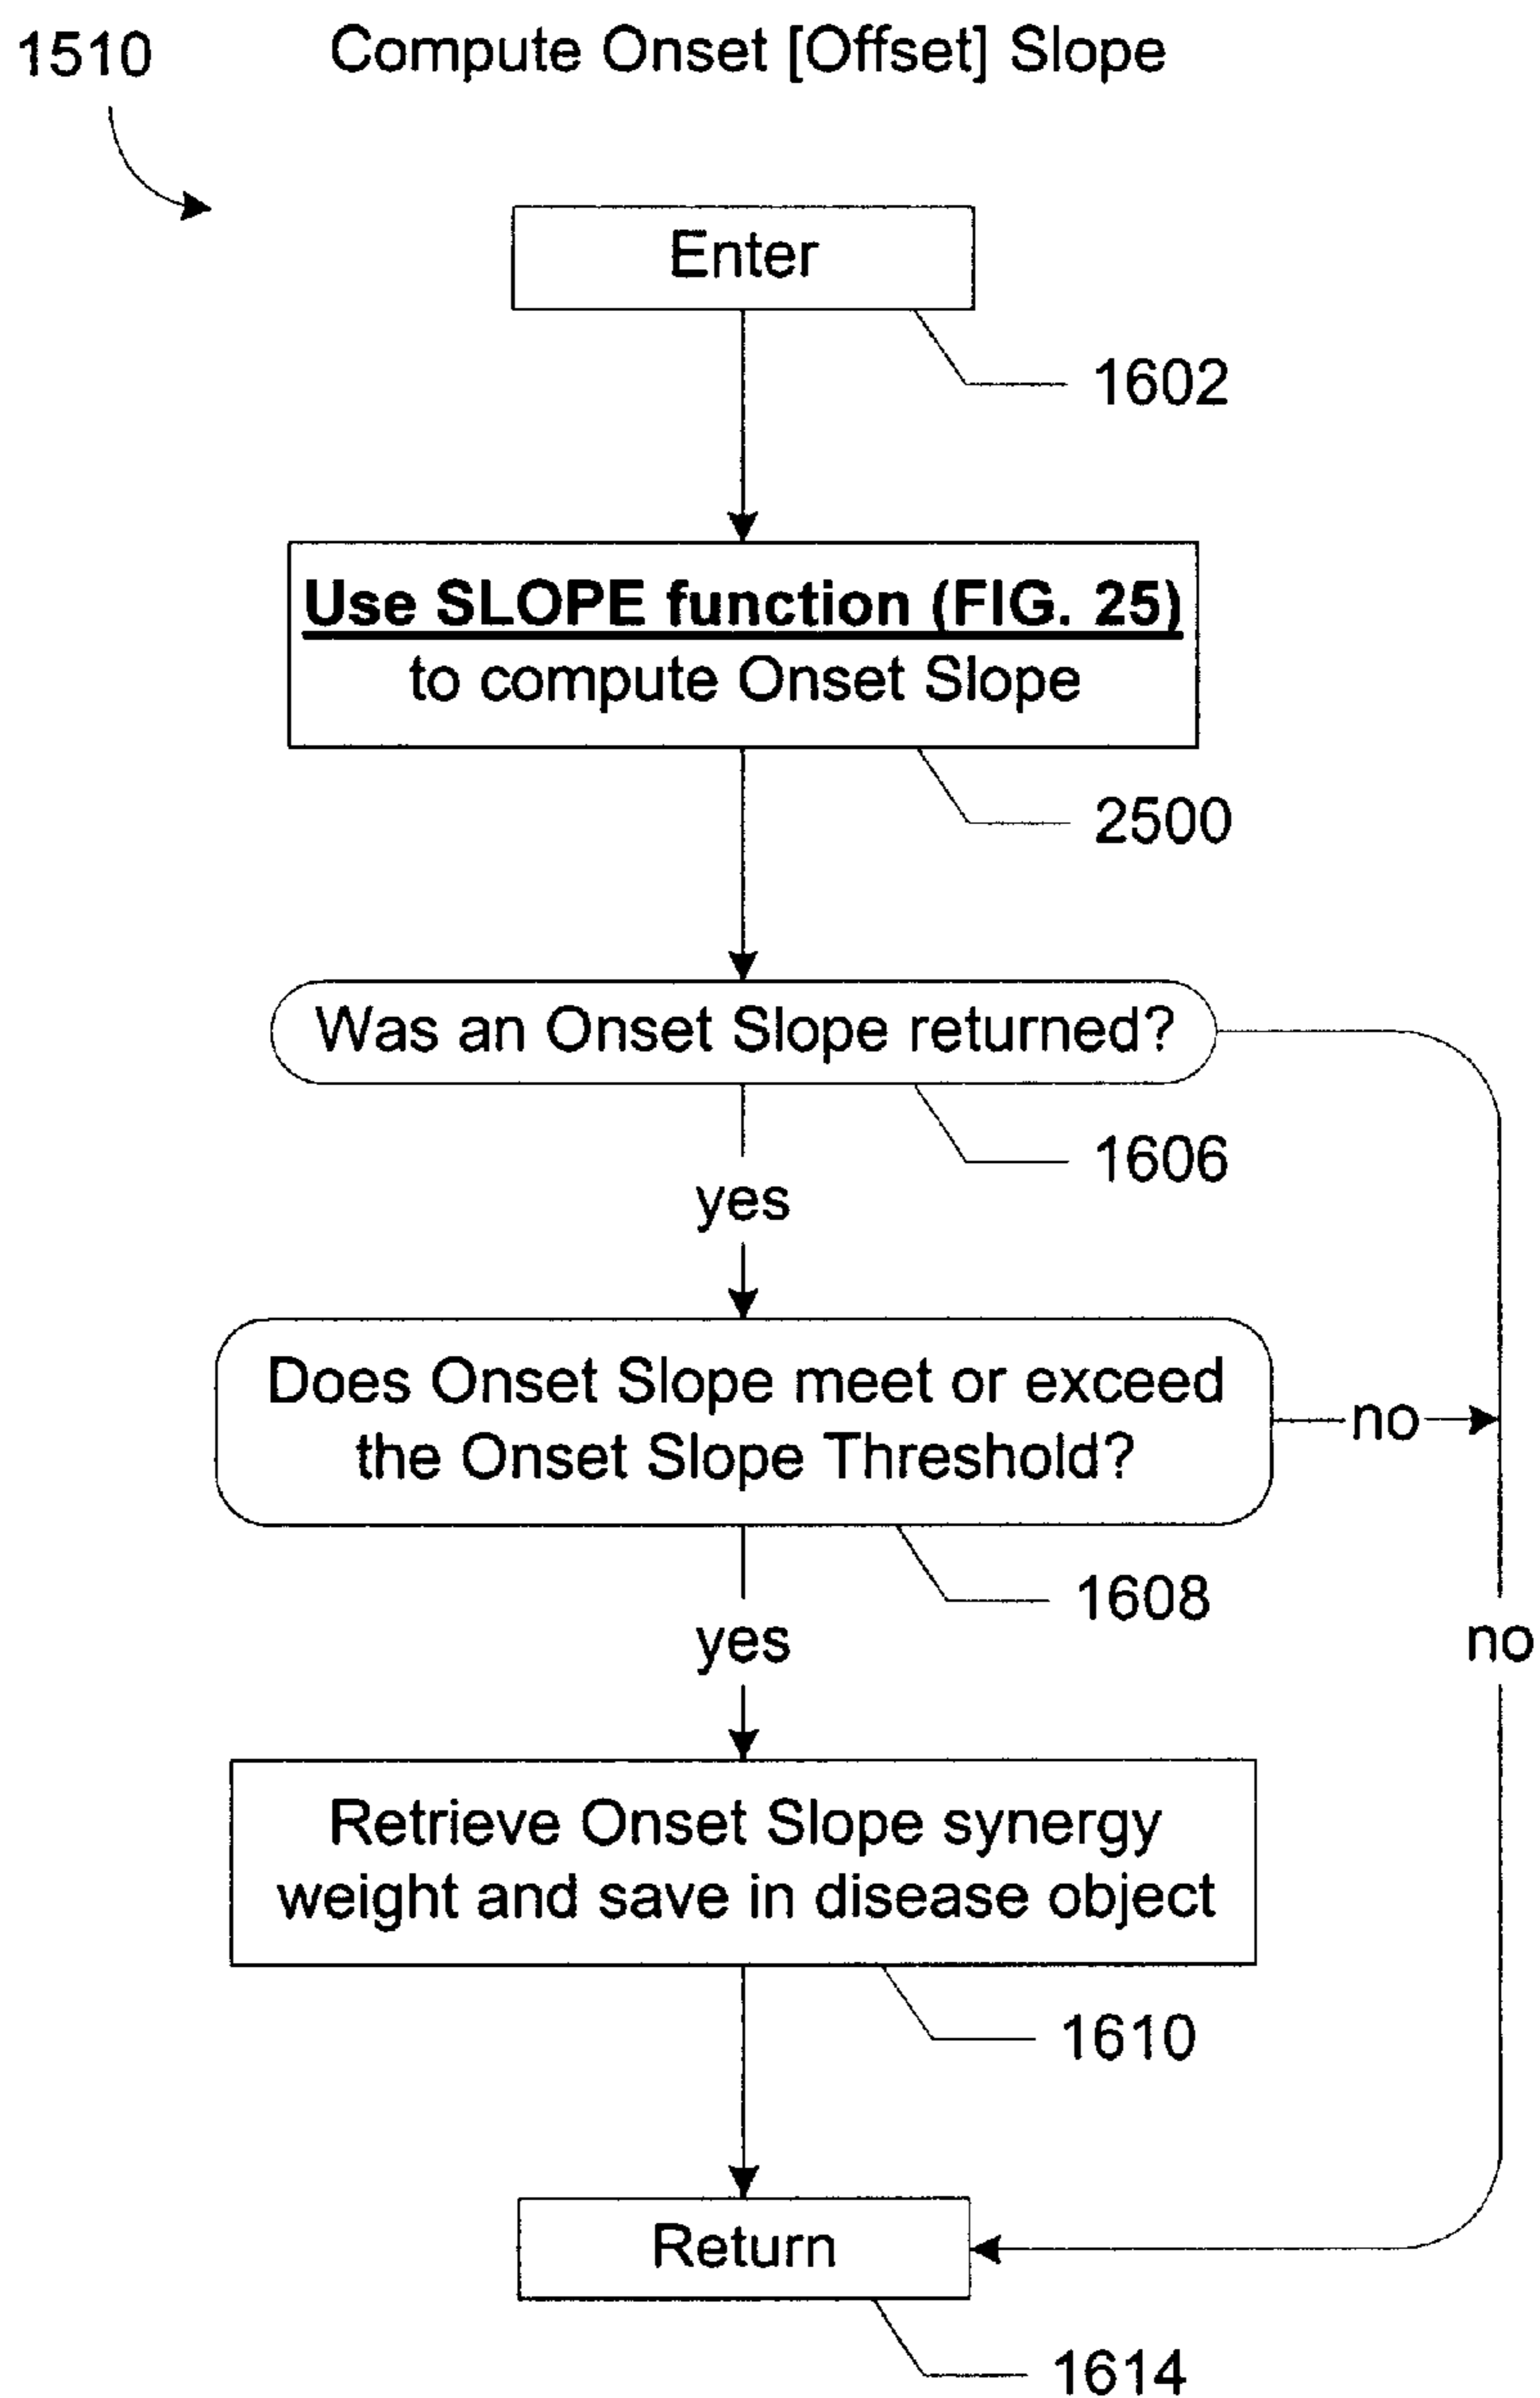 1510
Compute Onset [Offset] Slope
Enter
1602
Use SLOPE function (FIG. 25)
to compute Onset Slope
2500
Was an Onset Slope returned?
1606
yes
Does Onset Slope meet or exceed
the Onset Slope Threshold?
no
1608
yes
no
Retrieve Onset Slope synergy
weight and save in disease object
1610
Return
1614